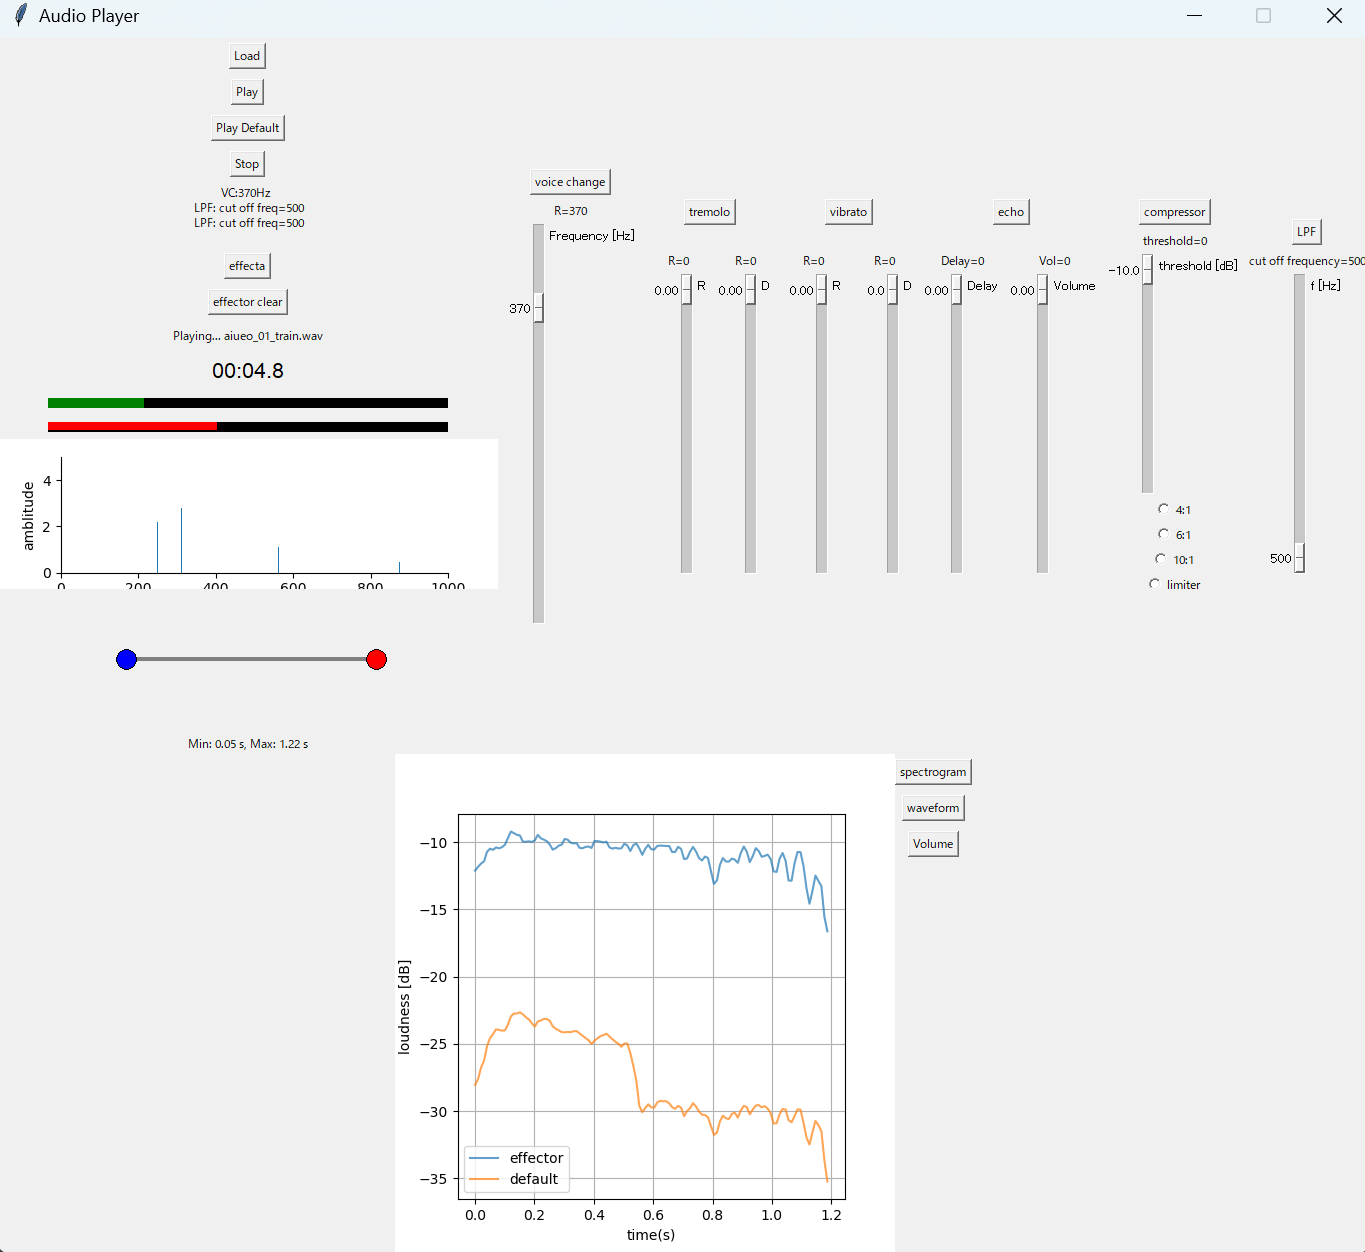 Audio Player
Load
Play
Play Default
Stop
VC:370Hz
LPF: cut off freq=500
LPF: cut off freq=500
effecta
effector clear
Playing... aiueo_01_train.wav
00:04.8
amblitude
4
2
0
0 200 400 600 800 1000
Min: 0.05 s, Max: 1.22 s
voice change
R=370
Frequency [Hz]
370
tremolo
R=0 R=0
0.00 R 0.00 D
vibrato
R=0 R=0
0.00 R 0.0 D
echo
Delay=0 Vol=0
0.00 Delay 0.00 Volume
compressor
threshold=0
-10.0 threshold [dB]
4:1
6:1
10:1
limiter
LPF
cut off frequency=500
f [Hz]
500
spectrogram
waveform
Volume
loudness [dB]
−10
−15
−20
−25
−30
−35
effector
default
0.0 0.2 0.4 0.6 0.8 1.0 1.2
time(s)